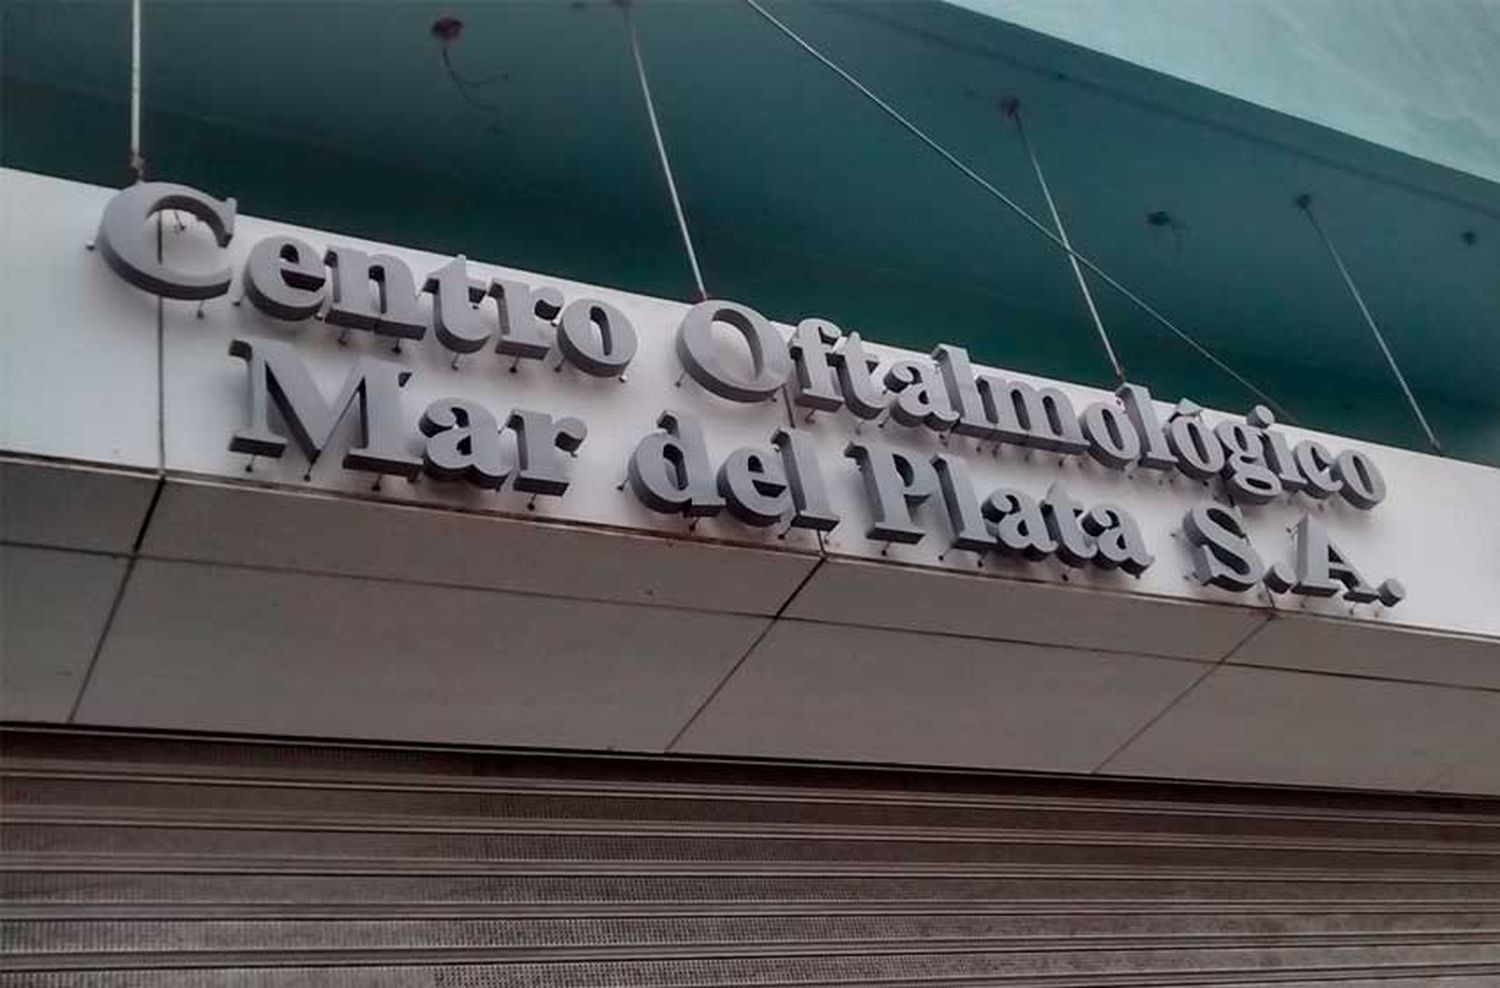 Centro Oftalmológico
Mar del Plata S.A.